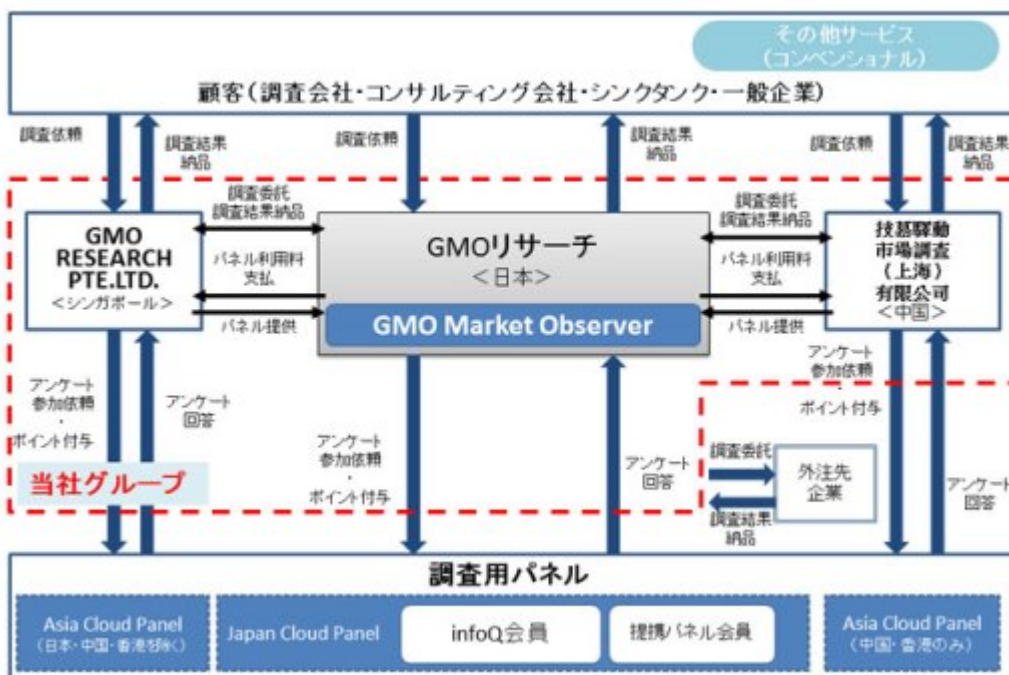 その他サービス
(コンベンショナル)
顧客(調査会社・コンサルティング会社・シンクタンク・一般企業)
調査依頼
調査結果
納品
調査依頼
調査結果
納品
調査依頼
調査結果
納品
GMO
RESEARCH
PTE.LTD.
<シンガポール>
調査委託
調査結果納品
パネル利用料
支払
パネル提供
GMOリサーチ
<日本>
GMO Market Observer
調査委託
調査結果納品
パネル利用料
支払
パネル提供
技慕驛動
市場調査
(上海)
有限公司
<中国>
アンケート
参加依頼
・
ポイント付与
アンケート
回答
アンケート
参加依頼
・
ポイント付与
アンケート
回答
アンケート
参加依頼
・
ポイント付与
アンケート
回答
当社グループ
調査委託
調査結果
納品
外注先
企業
調査用パネル
Asia Cloud Panel
(日本・中国・香港を除く)
Japan Cloud Panel
infoQ会員
提携パネル会員
Asia Cloud Panel
(中国・香港のみ)